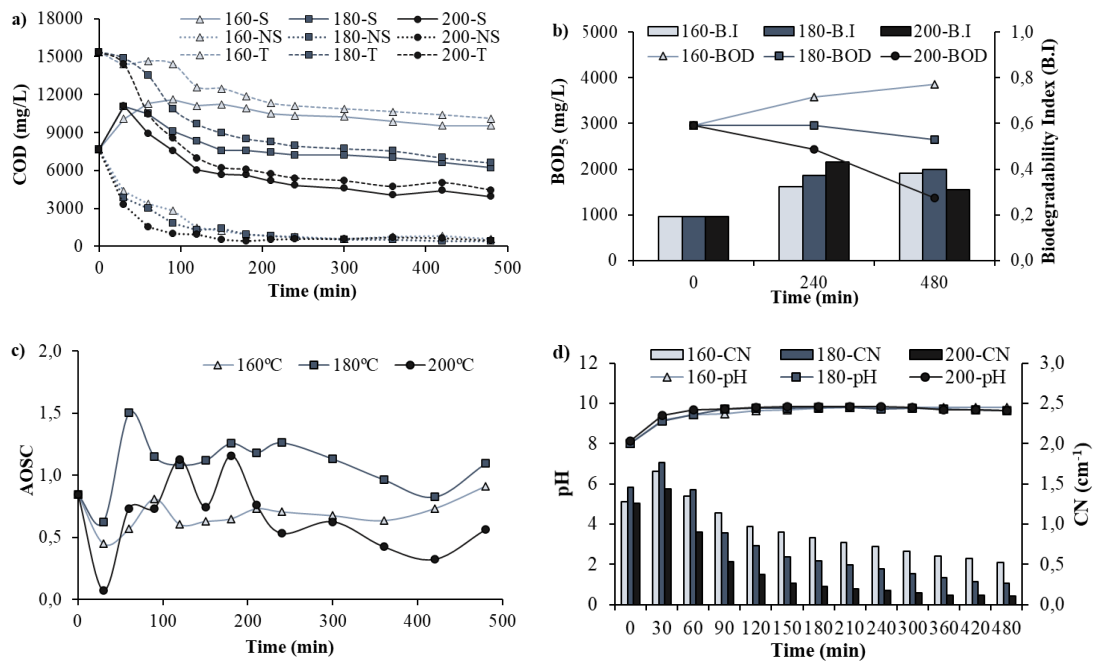 a)
160-S 180-S 200-S
160-NS 180-NS 200-NS
160-T 180-T 200-T
COD (mg/L)
18000
15000
12000
9000
6000
3000
0
0 100 200 300 400 500
Time (min)
b)
160-B.I 180-B.I 200-B.I
160-BOD 180-BOD 200-BOD
BOD5 (mg/L)
5000
4000
3000
2000
1000
0
1,0
0,8
0,6
0,4
0,2
0,0
Biodegradability Index (B.I)
0 240 480
Time (min)
c)
160ºC 180ºC 200ºC
AOSC
2,0
1,5
1,0
0,5
0,0
0 100 200 300 400 500
Time (min)
d)
160-CN 180-CN 200-CN
160-pH 180-pH 200-pH
pH
12
10
8
6
4
2
0
3,0
2,5
2,0
1,5
1,0
0,5
0,0
CN (cm-1)
0 30 60 90 120 150 180 210 240 300 360 420 480
Time (min)